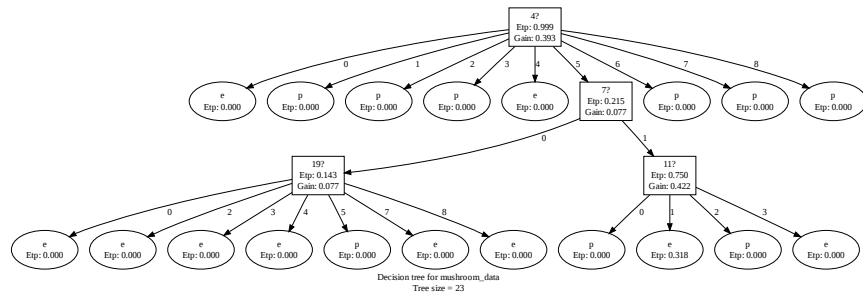 4?
Etp: 0.999
Gain: 0.393
0 1 2 3 4 5 6 7 8
e
Etp: 0.000
p
Etp: 0.000
p
Etp: 0.000
p
Etp: 0.000
e
Etp: 0.000
7?
Etp: 0.215
Gain: 0.077
p
Etp: 0.000
p
Etp: 0.000
p
Etp: 0.000
0 1
19?
Etp: 0.143
Gain: 0.077
11?
Etp: 0.750
Gain: 0.422
0 2 3 4 5 7 8
0 1 2 3
e
Etp: 0.000
e
Etp: 0.000
e
Etp: 0.000
e
Etp: 0.000
p
Etp: 0.000
e
Etp: 0.000
e
Etp: 0.000
p
Etp: 0.000
e
Etp: 0.318
p
Etp: 0.000
e
Etp: 0.000
Decision tree for mushroom_data
Tree size = 23